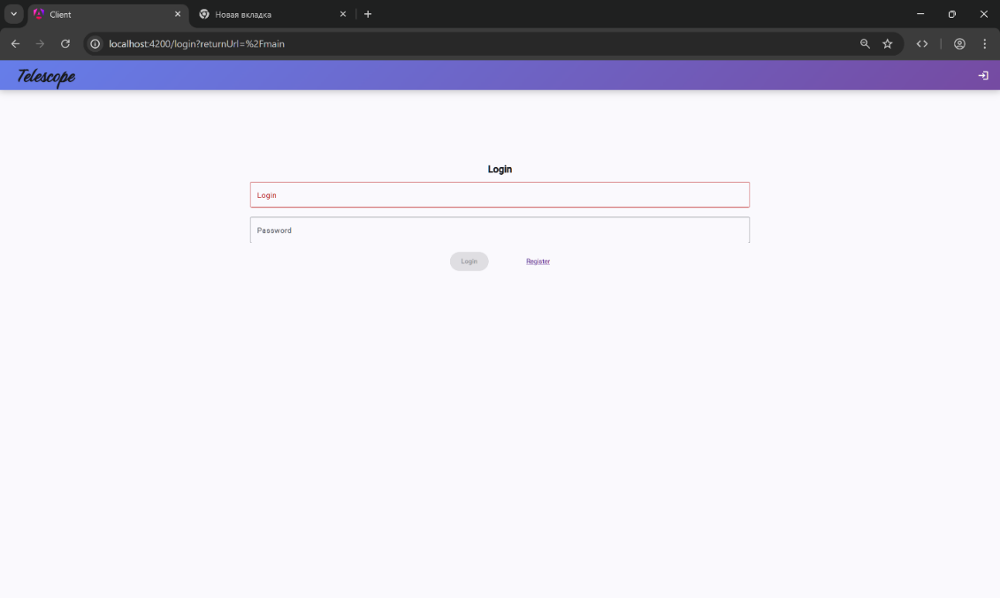 Client
Новая вкладка
localhost:4200/login?returnUrl=%2Fmain
Telescope
Login
Login
Password
Login Register